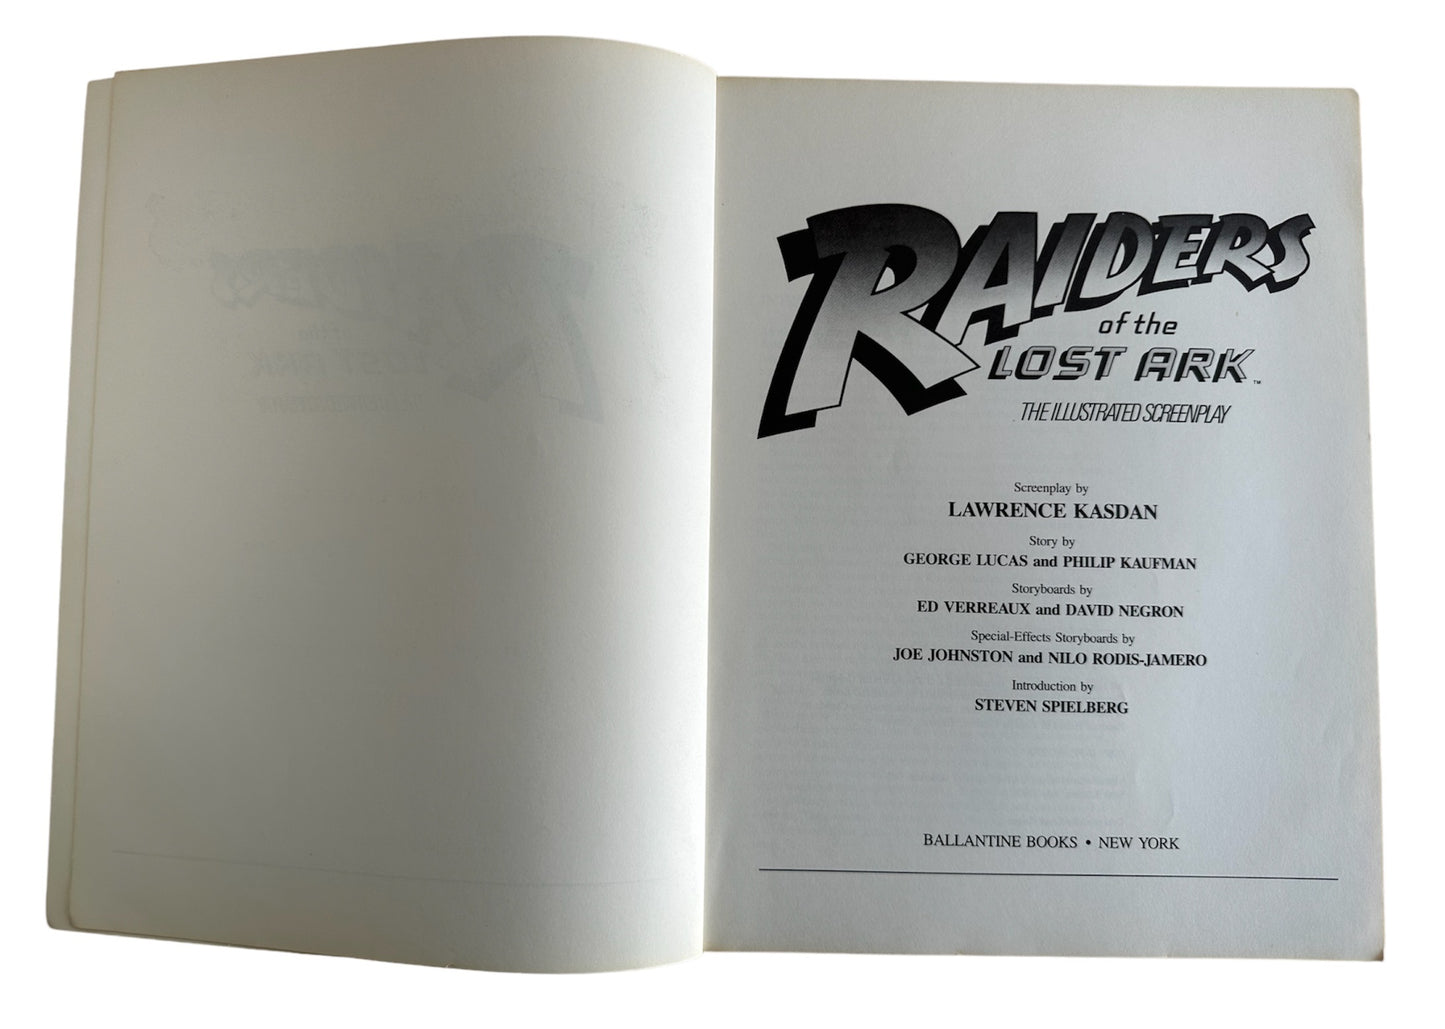 RAIDERS
of the
LOST ARK™
THE ILLUSTRATED SCREENPLAY
Screenplay by
LAWRENCE KASDAN
Story by
GEORGE LUCAS and PHILIP KAUFMAN
Storyboards by
ED VERREAUX and DAVID NEGRON
Special-Effects Storyboards by
JOE JOHNSTON and NILO RODIS-JAMERO
Introduction by
STEVEN SPIELBERG
BALLANTINE BOOKS • NEW YORK